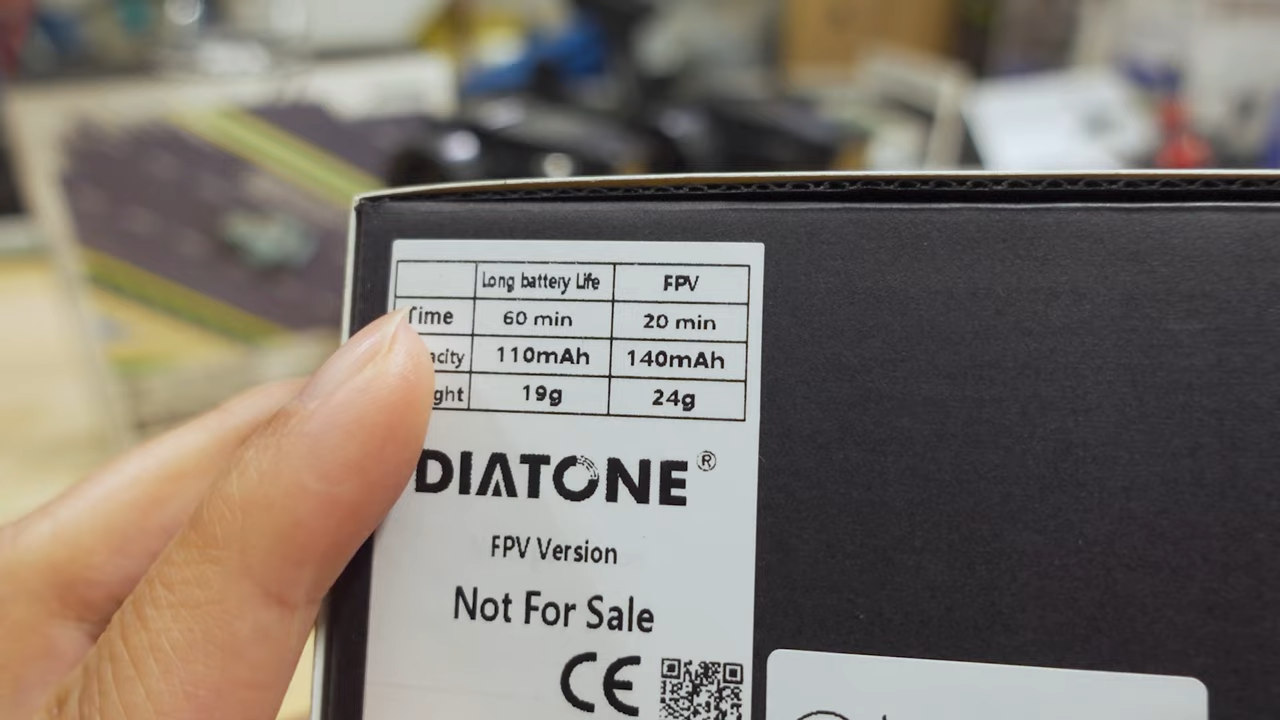 Long battery Life FPV
Time 60 min 20 min
acity 110mAh 140mAh
ght 19g 24g
DIATONE®
FPV Version
Not For Sale
CE